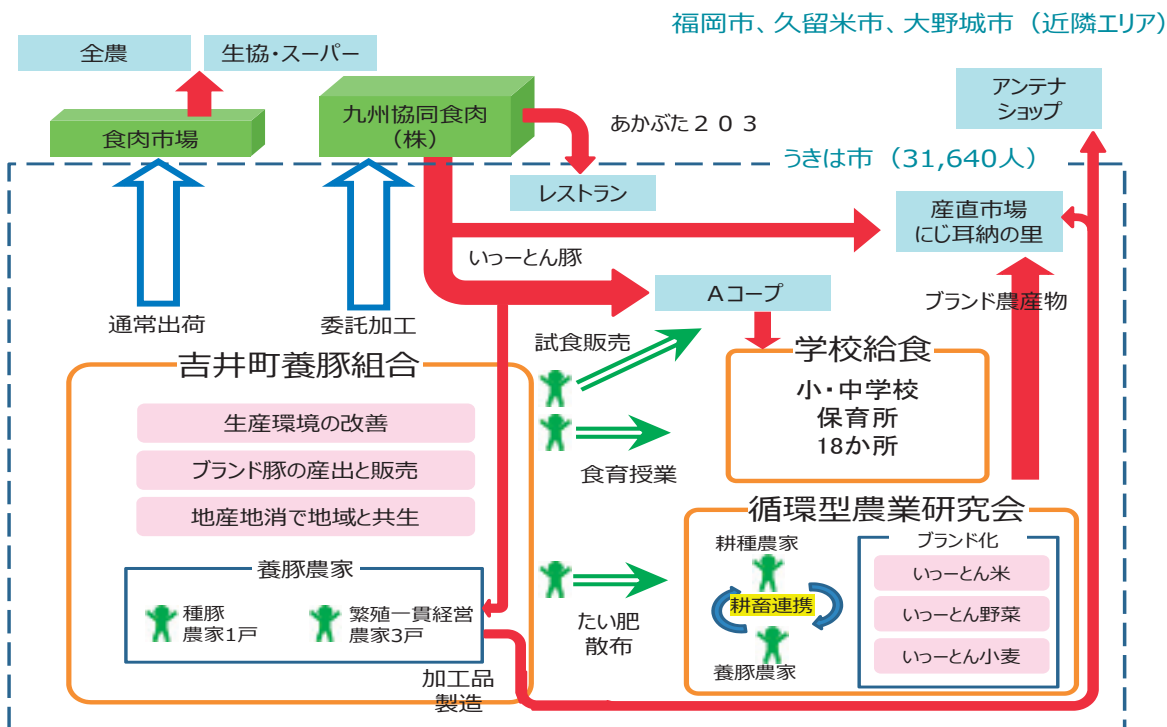 福岡市、久留米市、大野城市（近隣エリア）
全農
生協・スーパー
食肉市場
九州協同食肉
（株）
あかぶた２０３
アンテナ
ショップ
うきは市（31,640人）
レストラン
産直市場
にじ耳納の里
いっーとん豚
Aコープ
ブランド農産物
通常出荷
委託加工
試食販売
学校給食
小・中学校
保育所
18か所
吉井町養豚組合
生産環境の改善
ブランド豚の産出と販売
地産地消で地域と共生
食育授業
循環型農業研究会
耕種農家
ブランド化
耕畜連携
いっーとん米
いっーとん野菜
いっーとん小麦
養豚農家
養豚農家
種豚
農家1戸
繁殖一貫経営
農家3戸
たい肥
散布
加工品
製造